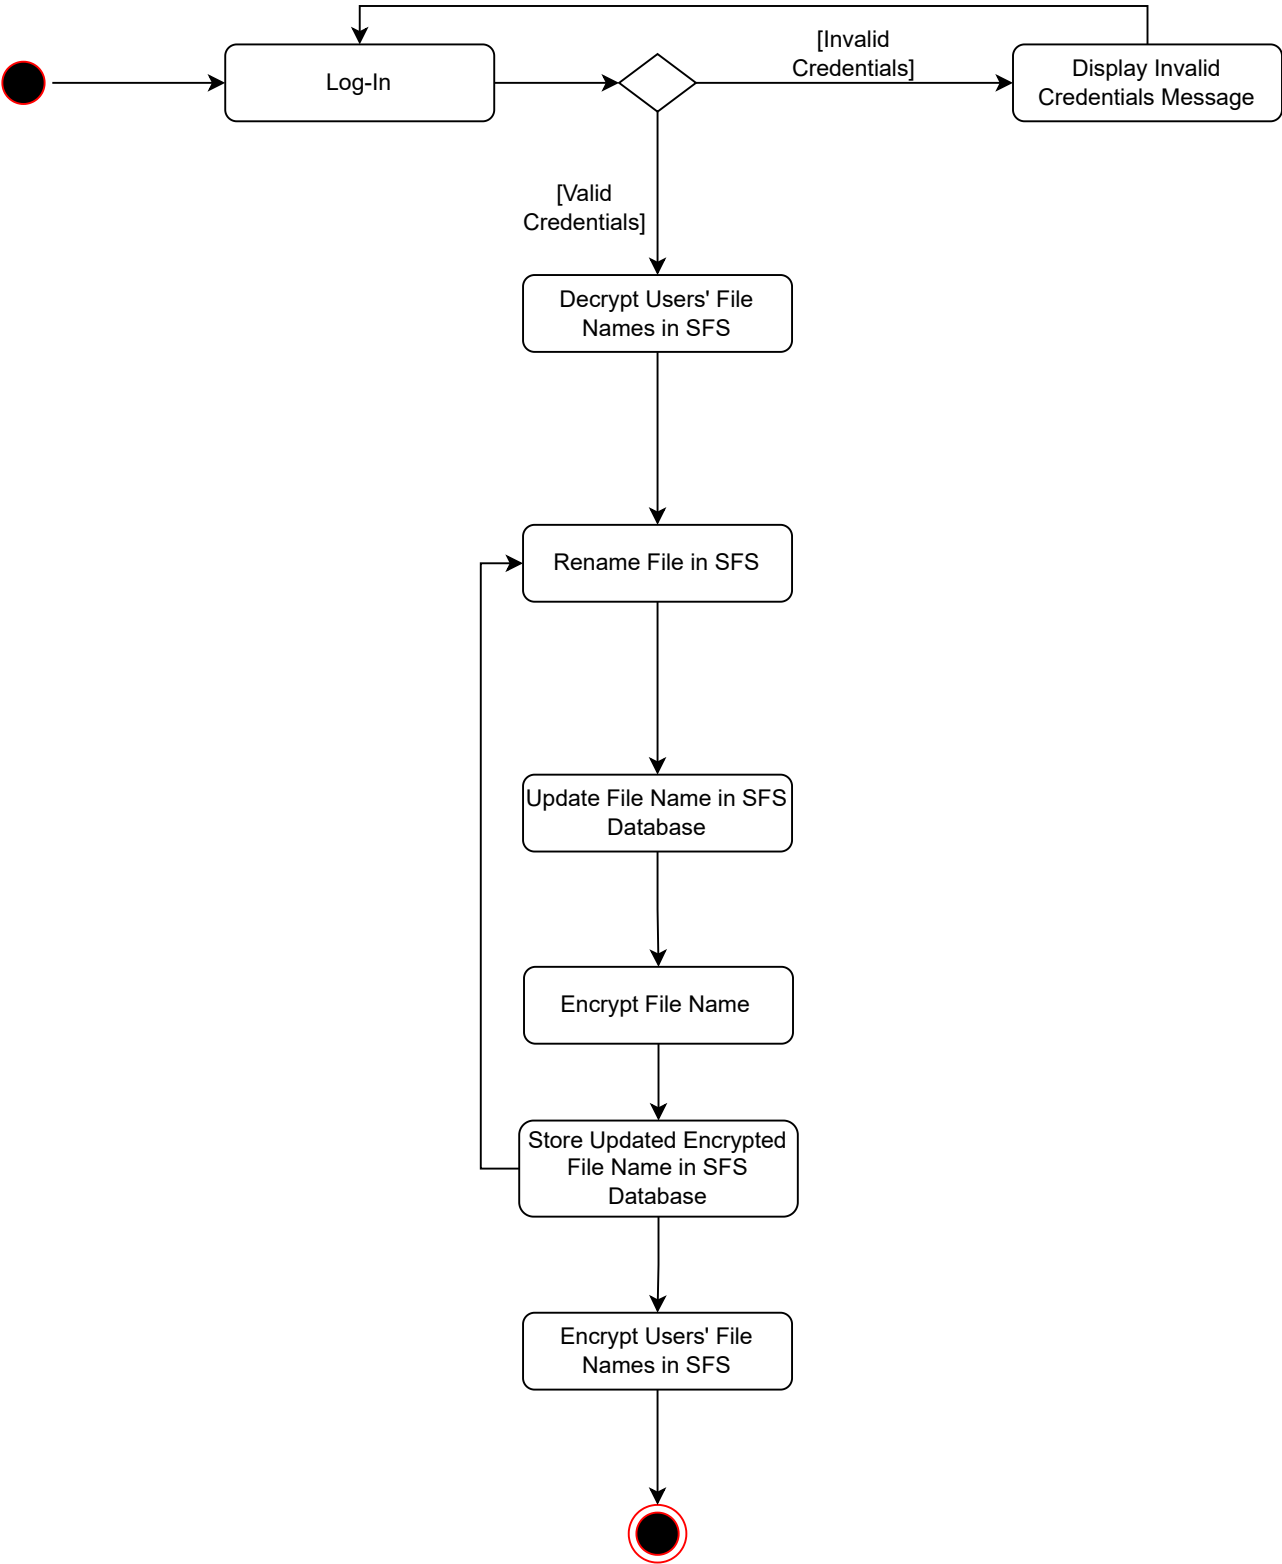 [Invalid
Credentials]
Log-In
Display Invalid
Credentials Message
[Valid
Credentials]
Decrypt Users' File
Names in SFS
Rename File in SFS
Update File Name in SFS
Database
Encrypt File Name
Store Updated Encrypted
File Name in SFS
Database
Encrypt Users' File
Names in SFS